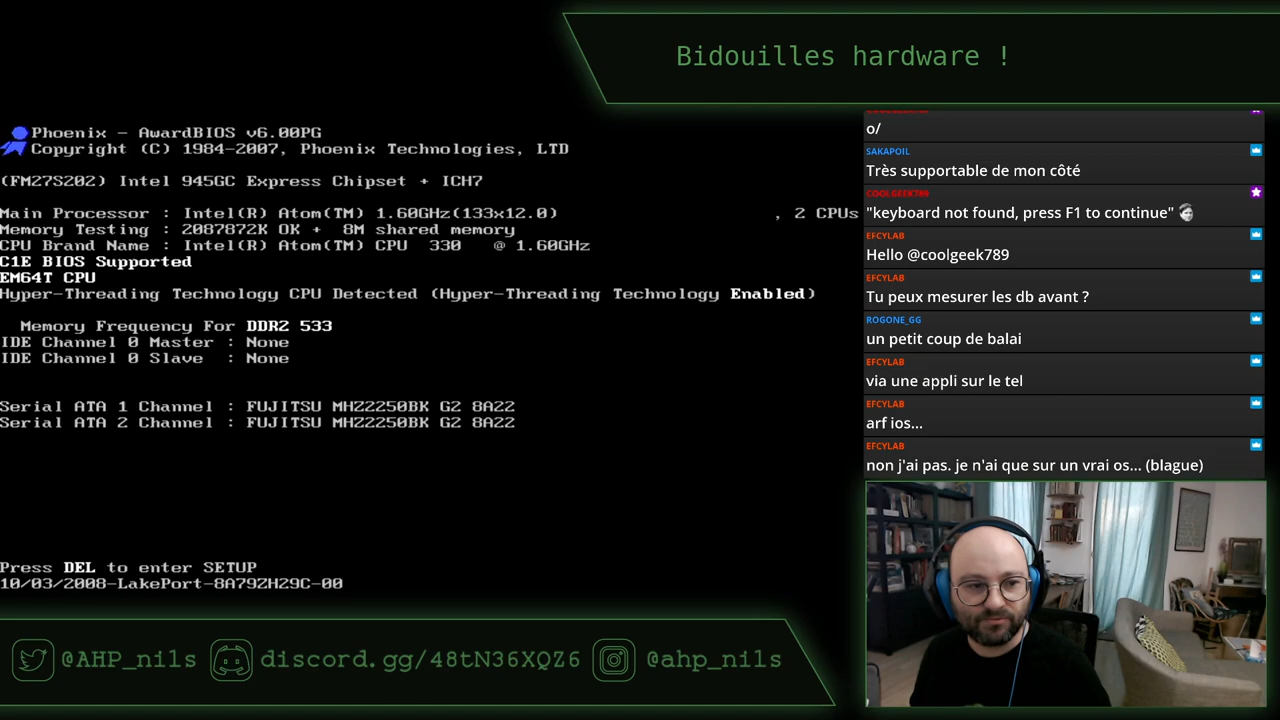 Bidouilles hardware !
Phoenix - AwardBIOS v6.00PG
Copyright (C) 1984-2007, Phoenix Technologies, LTD
(FM27S202) Intel 945GC Express Chipset + ICH7
Main Processor : Intel(R) Atom(TM) 1.60GHz(133x12.0) , 2 CPUs
Memory Testing : 2087872K OK + 8M shared memory
CPU Brand Name : Intel(R) Atom(TM) CPU 330 @ 1.60GHz
C1E BIOS Supported
EM64T CPU
Hyper-Threading Technology CPU Detected (Hyper-Threading Technology Enabled)
Memory Frequency For DDR2 533
IDE Channel 0 Master : None
IDE Channel 0 Slave : None
Serial ATA 1 Channel : FUJITSU MHZ2250BK G2 8A22
Serial ATA 2 Channel : FUJITSU MHZ2250BK G2 8A22
Press DEL to enter SETUP
10/03/2008-LakePort-8A79ZH29C-00
o/
SAKAPOIL
Très supportable de mon côté
COOLGEEK789
"keyboard not found, press F1 to continue"
EFCYLAB
Hello @coolgeek789
EFCYLAB
Tu peux mesurer les db avant ?
ROGONE_GG
un petit coup de balai
EFCYLAB
via une appli sur le tel
EFCYLAB
arf ios...
EFCYLAB
non j'ai pas. je n'ai que sur un vrai os... (blague)
@AHP_nils
discord.gg/48tN36XQZ6
@ahp_nils